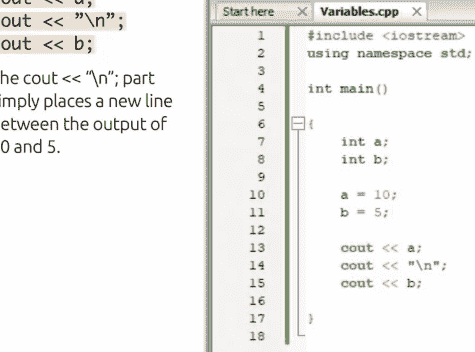 out << a;
out << "\n";
out << b;
he cout << "\n"; part
imply places a new line
etween the output of
0 and 5.
Start here × Variables.cpp ×
1 #include <iostream>
2 using namespace std;
3
4 int main()
5
6 {
7 int a;
8 int b;
9
10 a = 10;
11 b = 5;
12
13 cout << a;
14 cout << "\n";
15 cout << b;
16
17 }
18